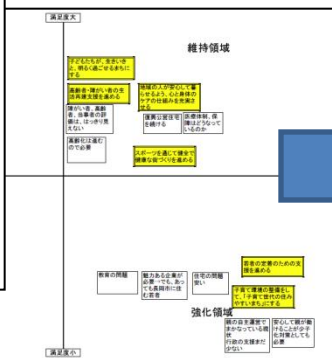 満足度大
維持領域
子どもたちが、生きいき
と、明るく過ごせるまちに
する
高齢者・障がい者の生
活再建支援を進める
地域の人が安心して暮
らせるよう、心と身体の
ケアの仕組みを充実さ
せる
障がい者、高齢
者、当事者の評
価は、はっきり見
えない
復興公営住宅
を続ける
医療体制、保
障はどうなって
いるのか
高齢化は進む
ので必要
スポーツを通じて健全で
健康な街づくりを進める
若者の定着のための支
援を進める
教育の問題
魅力ある企業が
必要→でも、あっ
ても長岡市に住
む若者
住宅の問題
子育て環境の整備をし
て、「子育て世代の住み
やすいまち」にする
強化領域
親の自主運営で
まかなっている現
状
行政の支援まだ
少ない
安心して親が働
けることが少子
化対策としても
必要
満足度小